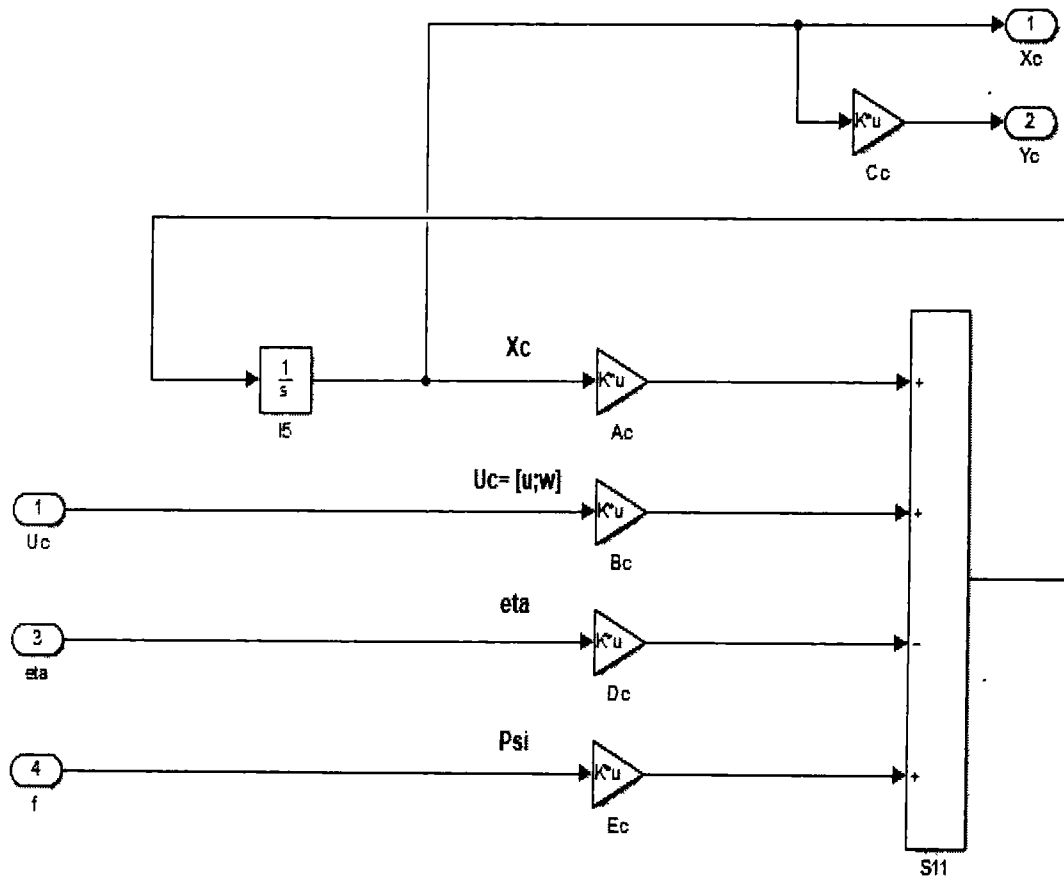 1
Xc
K*u
2
Cc
Yc
Xc
1
s
K*u
+
I5
Ac
Uc= [u;w]
1
K*u
+
Uc
Bc
eta
3
K*u
-
eta
Dc
Psi
4
K*u
+
f
Ec
S11